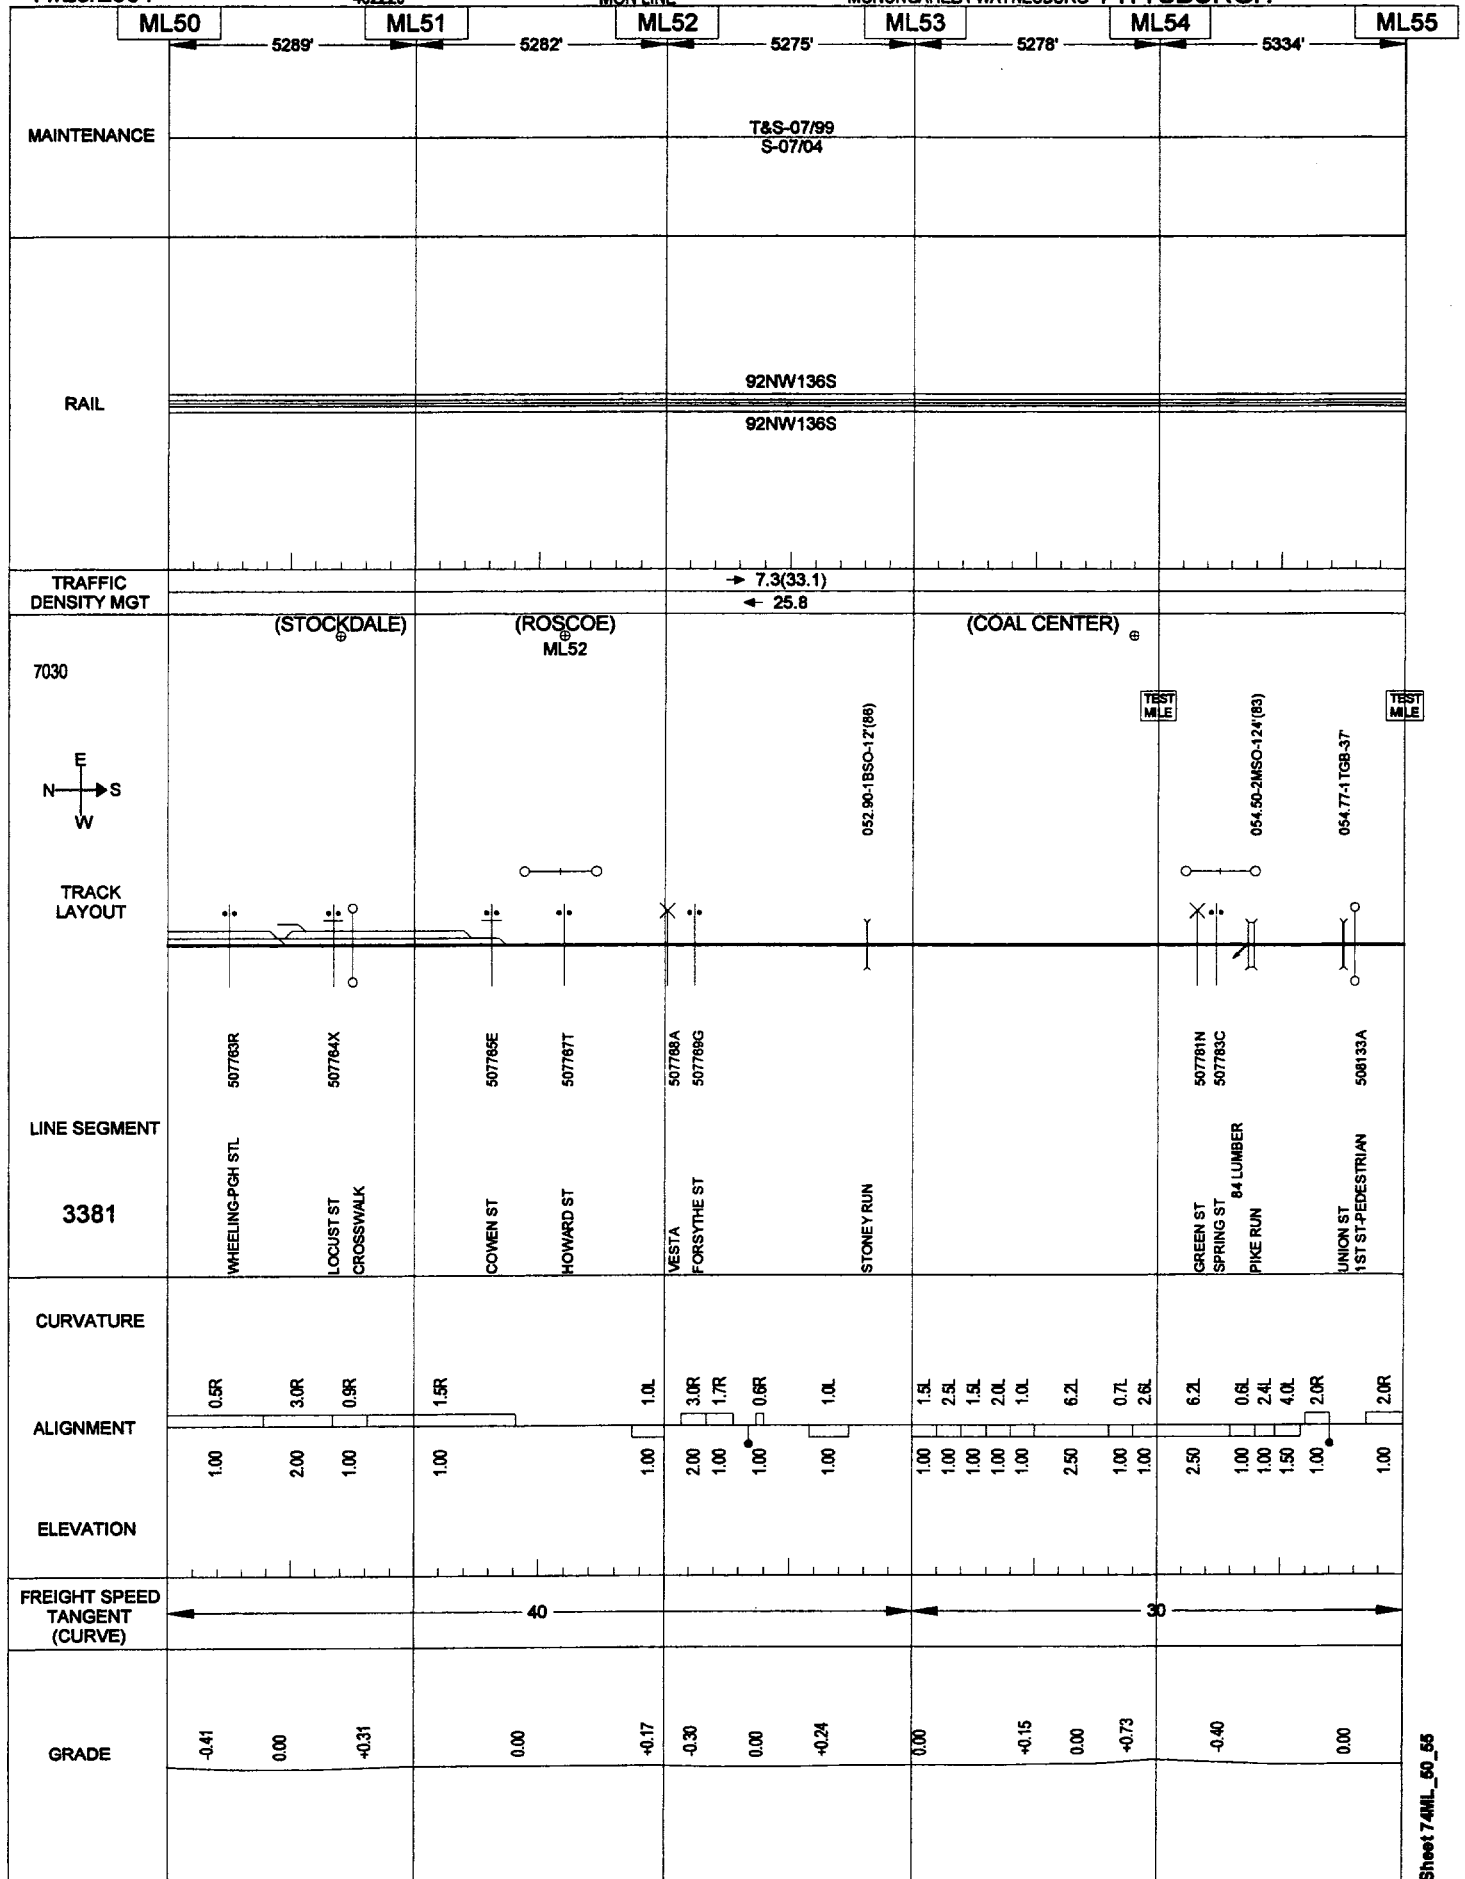 MON LINE
PITTSBURGH
ML50 ML51 ML52 ML53 ML54 ML55
5289' 5282' 5275' 5278' 5334'
MAINTENANCE
T&S-07/99
S-07/04
RAIL
92NW136S
92NW136S
TRAFFIC
DENSITY MGT
7.3(33.1)
25.8
(STOCKDALE) (ROSCOE) (COAL CENTER)
ML52
7030
TEST
MILE
TEST
MILE
E
N S
W
052.90-1BSO-12'(86)
054.50-2MSO-124'(83)
054.77-1TGB-37'
TRACK
LAYOUT
507763R
507764X
507765E
507767T
507768A
507769G
507781N
507783C
508133A
LINE SEGMENT
3381
WHEELING-PGH STL
LOCUST ST
CROSSWALK
COWEN ST
HOWARD ST
VESTA
FORSYTHE ST
STONEY RUN
GREEN ST
SPRING ST
84 LUMBER
PIKE RUN
UNION ST
1ST ST-PEDESTRIAN
CURVATURE
0.5R 3.0R 0.9R 1.5R 1.0L 3.0R 1.7R 0.6R 1.0L 1.5L 2.5L 1.5L 2.0L 1.0L 6.2L 0.7L 2.6L 6.2L 0.6L 2.4L 4.0L 2.0R 2.0R
ALIGNMENT
1.00 2.00 1.00 1.00 1.00 2.00 1.00 1.00 1.00 1.00 1.00 1.00 1.00 1.00 2.50 1.00 1.00 2.50 1.00 1.00 1.50 1.00 1.00
ELEVATION
FREIGHT SPEED
TANGENT
(CURVE)
40 30
GRADE
-0.41 0.00 +0.31 0.00 +0.17 -0.30 0.00 +0.24 0.00 +0.15 0.00 +0.73 -0.40 0.00
Sheet 74ML_50_55